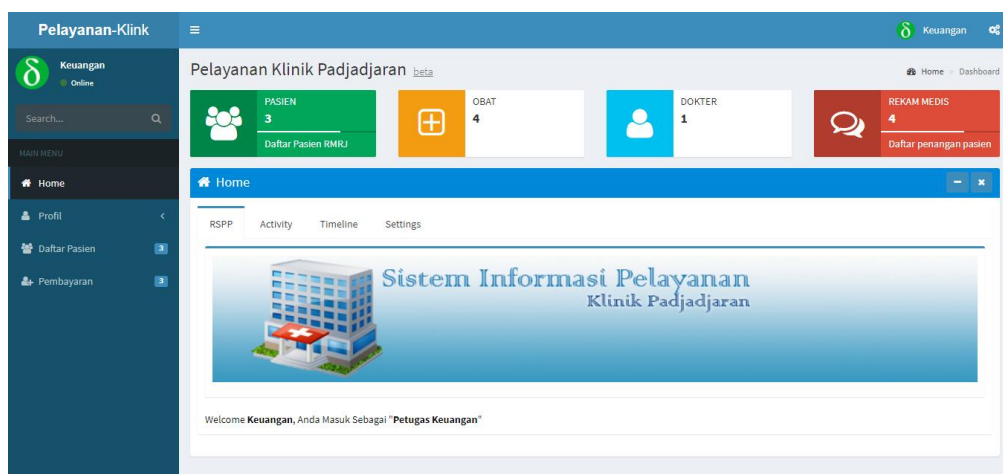 Pelayanan-Klink
Keuangan
Keuangan
Online
Search...
MAIN MENU
Home
Profil
Daftar Pasien 3
Pembayaran 3
Pelayanan Klinik Padjadjaran beta
Home > Dashboard
PASIEN
3
Daftar Pasien RMRJ
OBAT
4
DOKTER
1
REKAM MEDIS
4
Daftar penangan pasien
Home
RSPP Activity Timeline Settings
Sistem Informasi Pelayanan
Klinik Padjadjaran
Welcome Keuangan, Anda Masuk Sebagai "Petugas Keuangan"